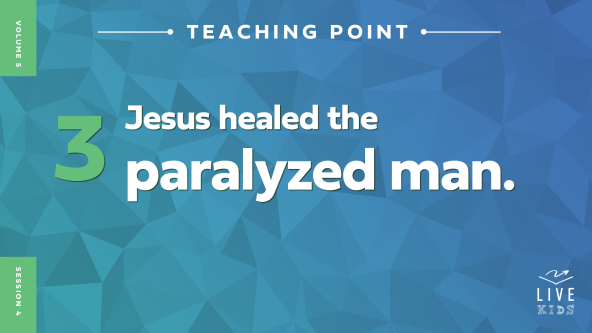 VOLUME 5
TEACHING POINT
3
Jesus healed the
paralyzed man.
SESSION 4
LIVE
KIDS